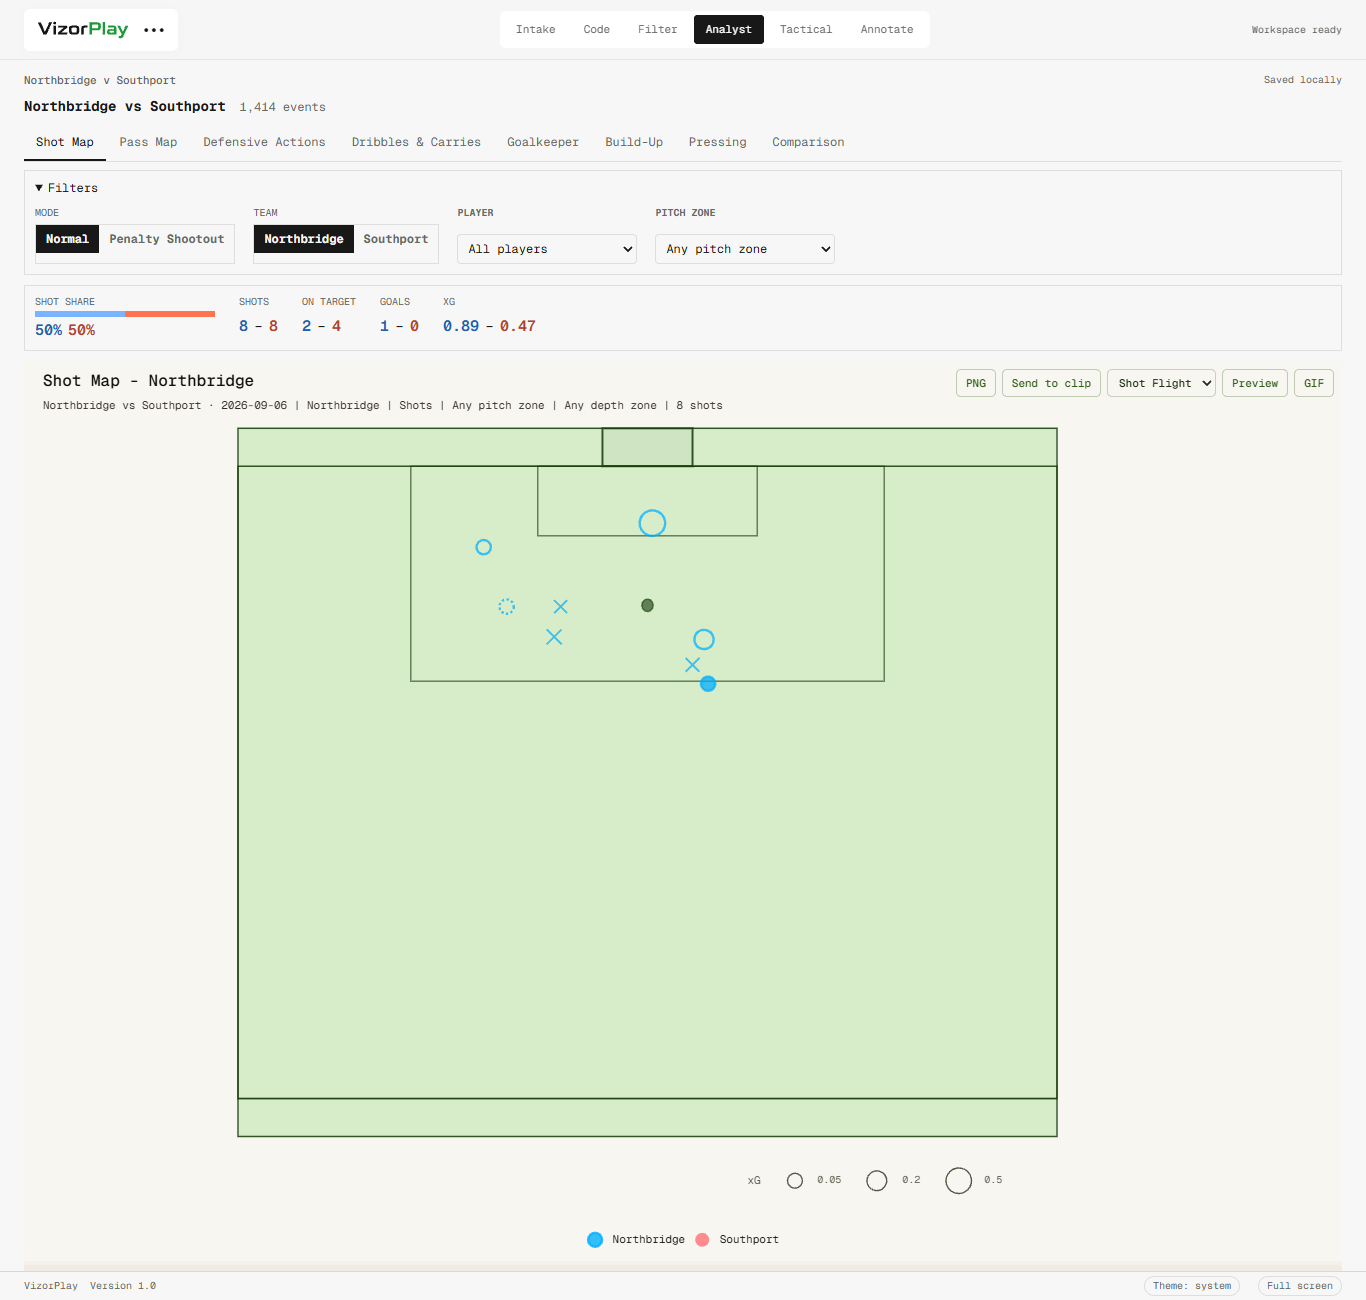 VizorPlay ...
Intake Code Filter Analyst Tactical Annotate
Workspace ready
Northbridge v Southport
Saved locally
Northbridge vs Southport 1,414 events
Shot Map Pass Map Defensive Actions Dribbles & Carries Goalkeeper Build-Up Pressing Comparison
▼ Filters
MODE TEAM PLAYER PITCH ZONE
Normal Penalty Shootout Northbridge Southport All players Any pitch zone
SHOT SHARE SHOTS ON TARGET GOALS XG
50% 50% 8 – 8 2 – 4 1 – 0 0.89 – 0.47
Shot Map - Northbridge
PNG Send to clip Shot Flight Preview GIF
Northbridge vs Southport · 2026-09-06 | Northbridge | Shots | Any pitch zone | Any depth zone | 8 shots
xG 0.05 0.2 0.5
Northbridge Southport
VizorPlay Version 1.0
Theme: system Full screen